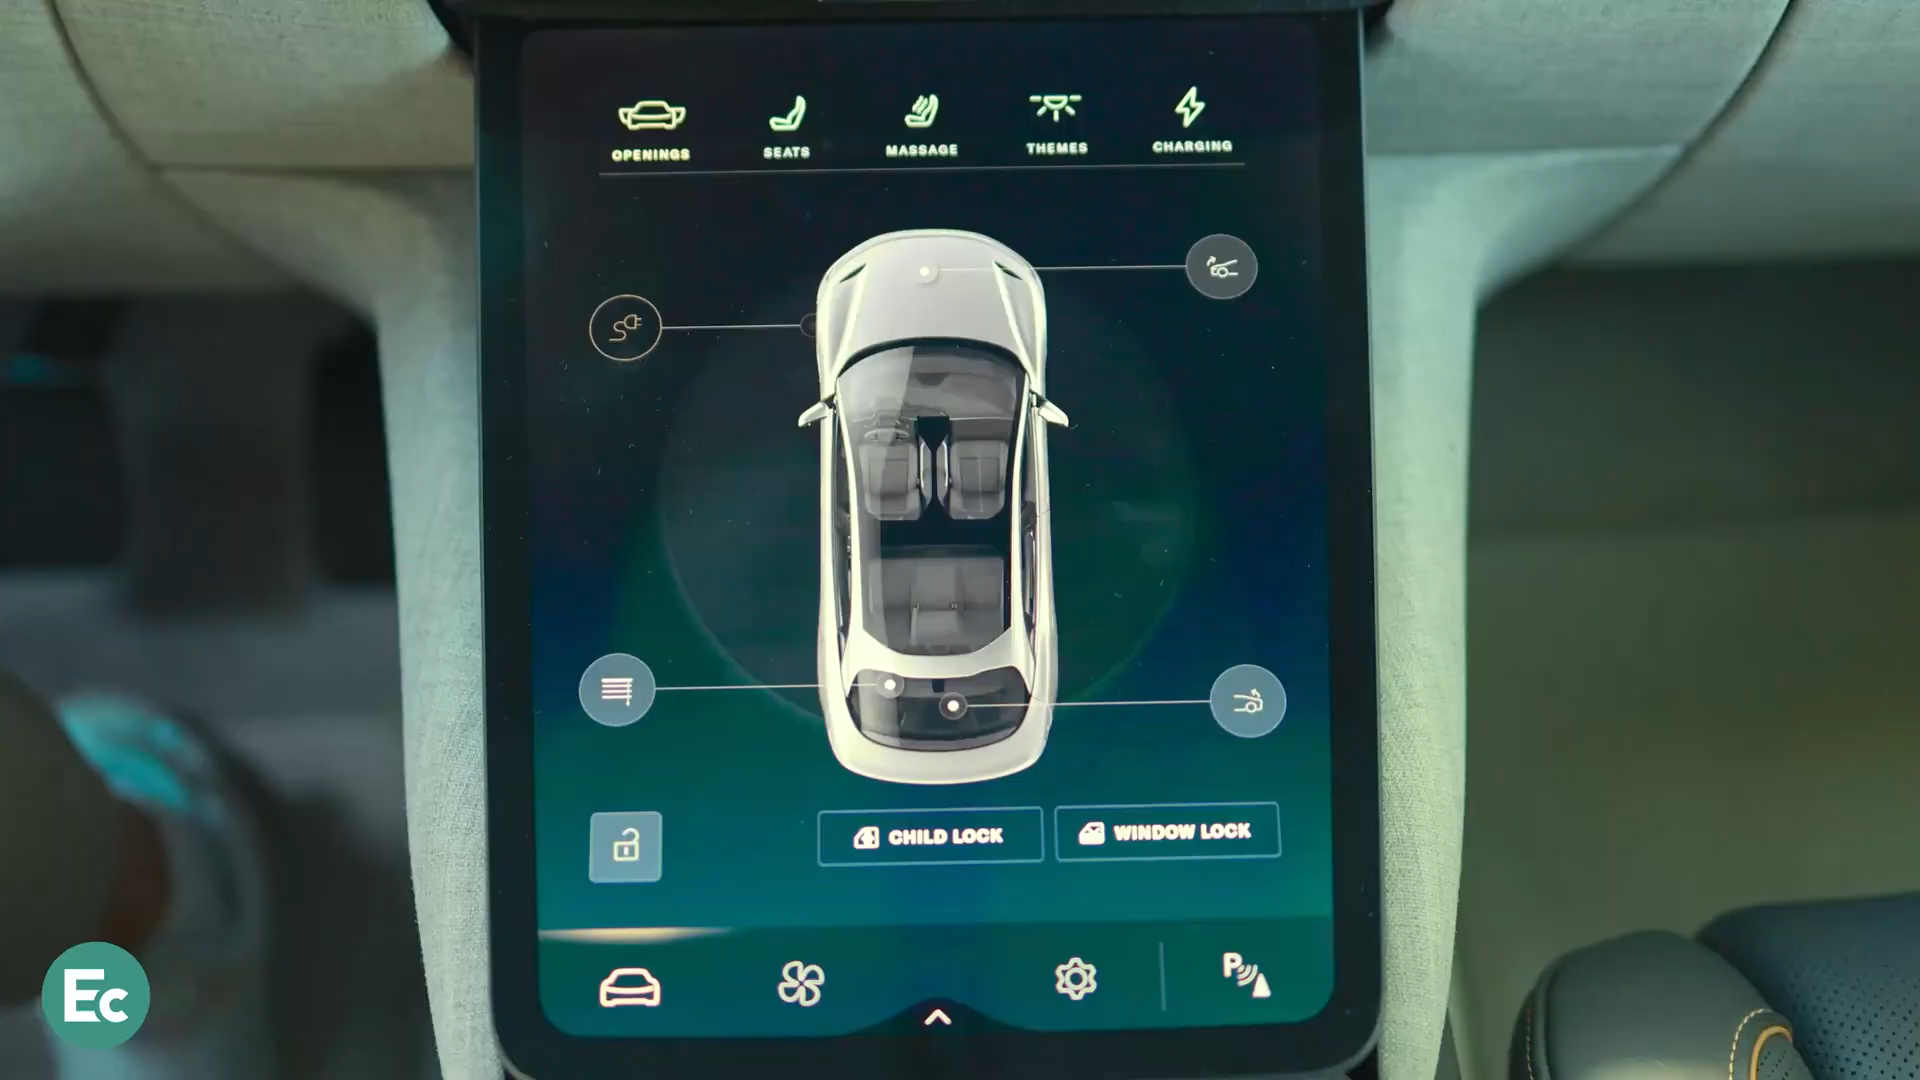 OPENINGS
SEATS
MASSAGE
THEMES
CHARGING
CHILD LOCK
WINDOW LOCK
P
Ec